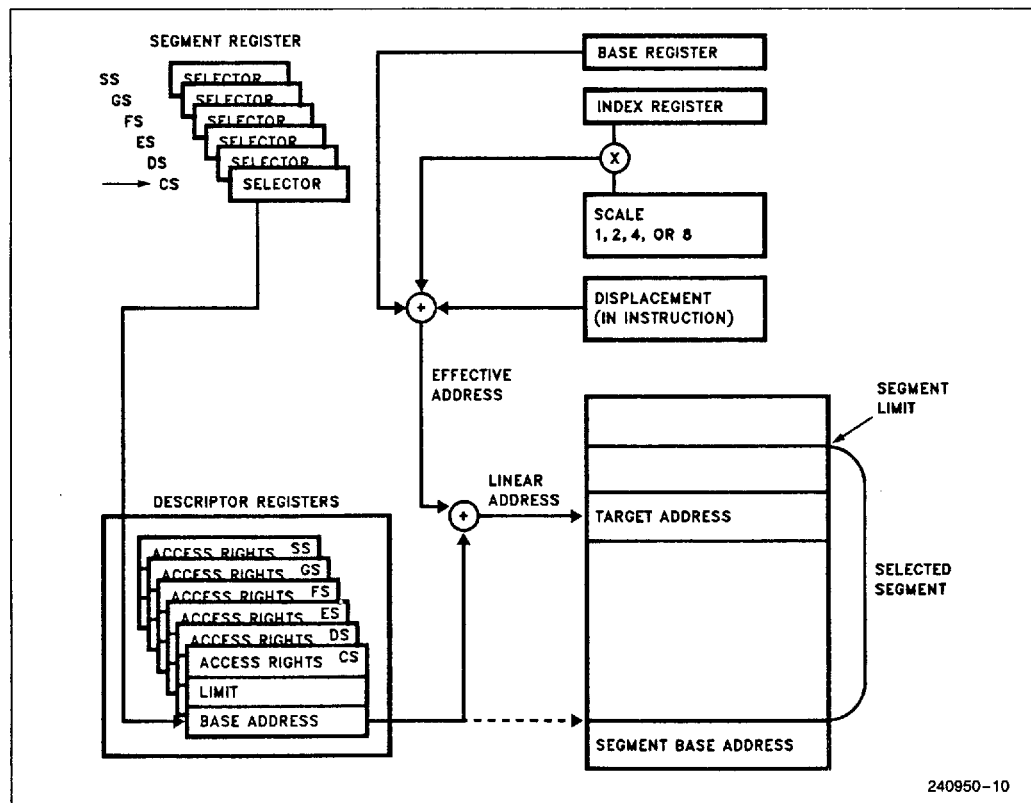 SEGMENT REGISTER
SS
GS
FS
ES
DS
CS
SELECTOR
SELECTOR
SELECTOR
SELECTOR
SELECTOR
SELECTOR
BASE REGISTER
INDEX REGISTER
X
SCALE
1, 2, 4, OR 8
DISPLACEMENT
(IN INSTRUCTION)
+
EFFECTIVE
ADDRESS
SEGMENT
LIMIT
LINEAR
ADDRESS
+
TARGET ADDRESS
SELECTED
SEGMENT
SEGMENT BASE ADDRESS
DESCRIPTOR REGISTERS
ACCESS RIGHTS SS
ACCESS RIGHTS GS
ACCESS RIGHTS FS
ACCESS RIGHTS ES
ACCESS RIGHTS DS
ACCESS RIGHTS CS
LIMIT
BASE ADDRESS
240950-10